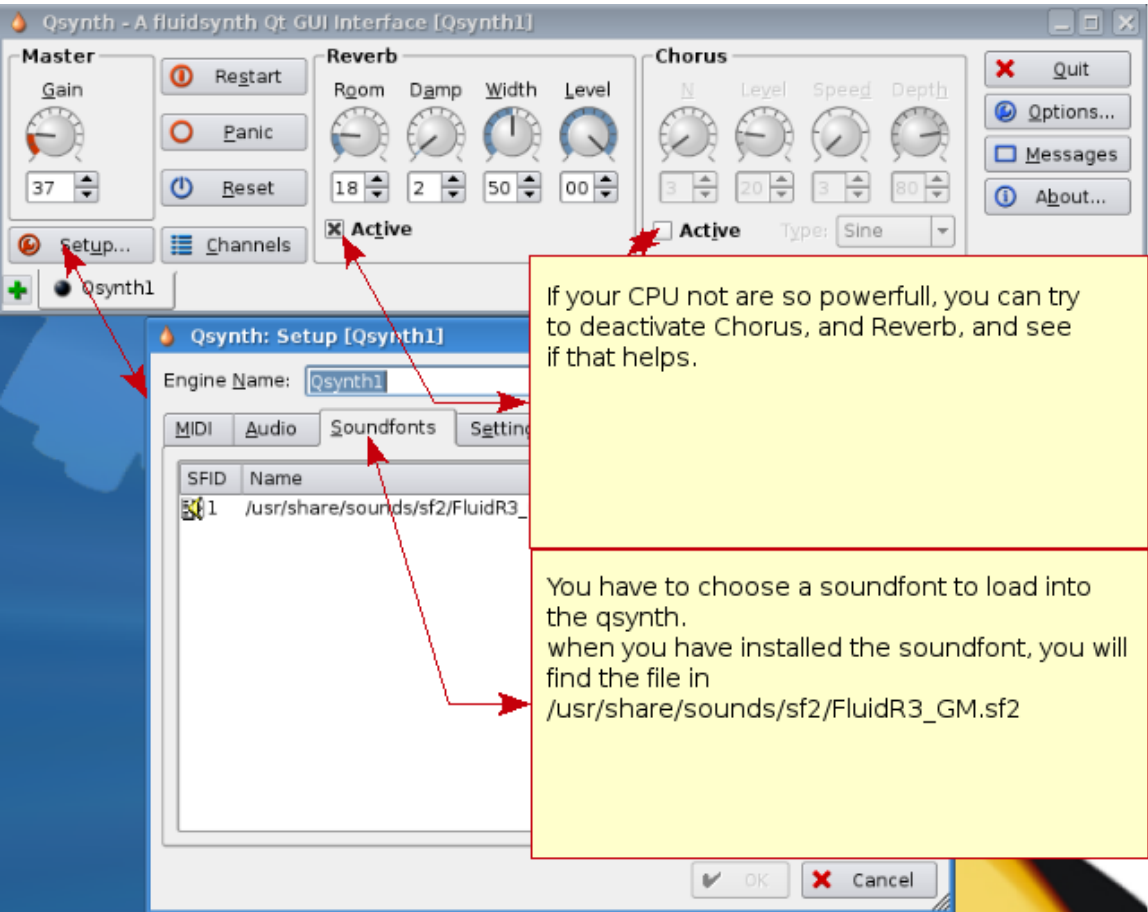 Qsynth - A fluidsynth Qt GUI Interface [Qsynth1]
Master
Reverb
Chorus
Gain
Restart
Room Damp Width Level
N Level Speed Depth
Quit
Options...
Panic
Messages
37
Reset
18 2 50 00
3 20 3 80
About...
Active
Active Type: Sine
Setup...
Channels
Qsynth1
If your CPU not are so powerfull, you can try
to deactivate Chorus, and Reverb, and see
if that helps.
Qsynth: Setup [Qsynth1]
Engine Name: Qsynth1
MIDI Audio Soundfonts
SFID Name
1 /usr/share/sounds/sf2/FluidR3_
You have to choose a soundfont to load into
the qsynth.
when you have installed the soundfont, you will
find the file in
/usr/share/sounds/sf2/FluidR3_GM.sf2
OK Cancel